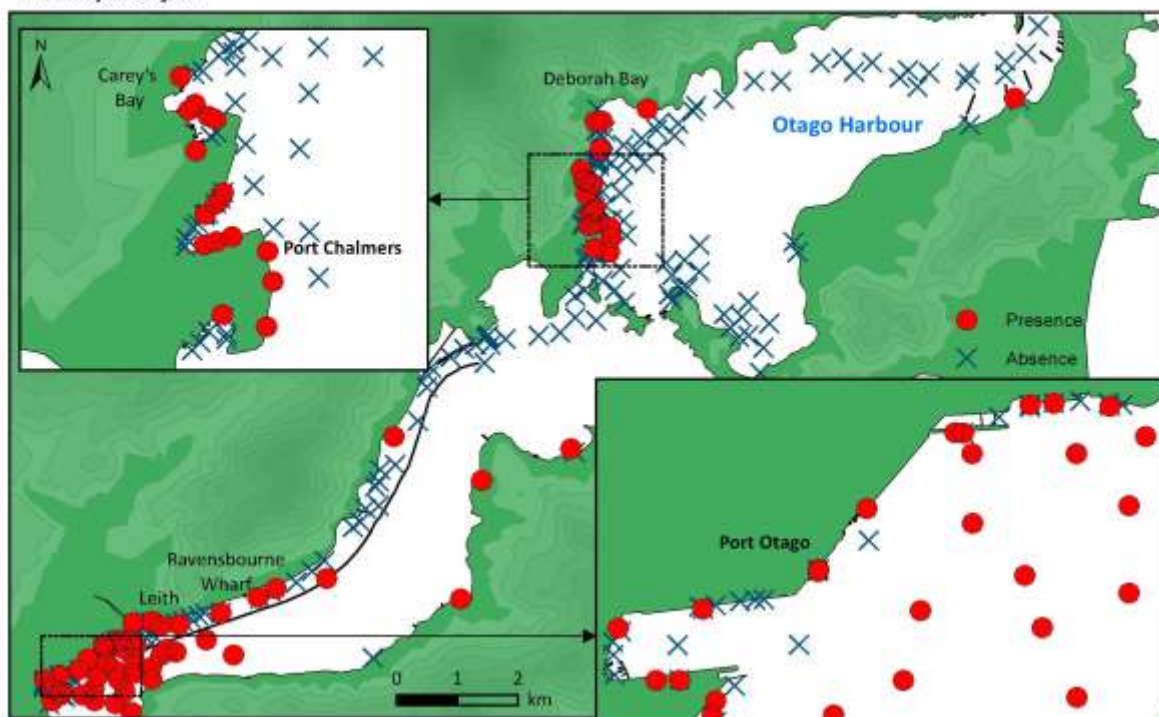 N
Carey's
Bay
Port Chalmers
Deborah Bay
Otago Harbour
Presence
Absence
Ravensbourne
Wharf
Leith
Port Otago
0 1 2
km